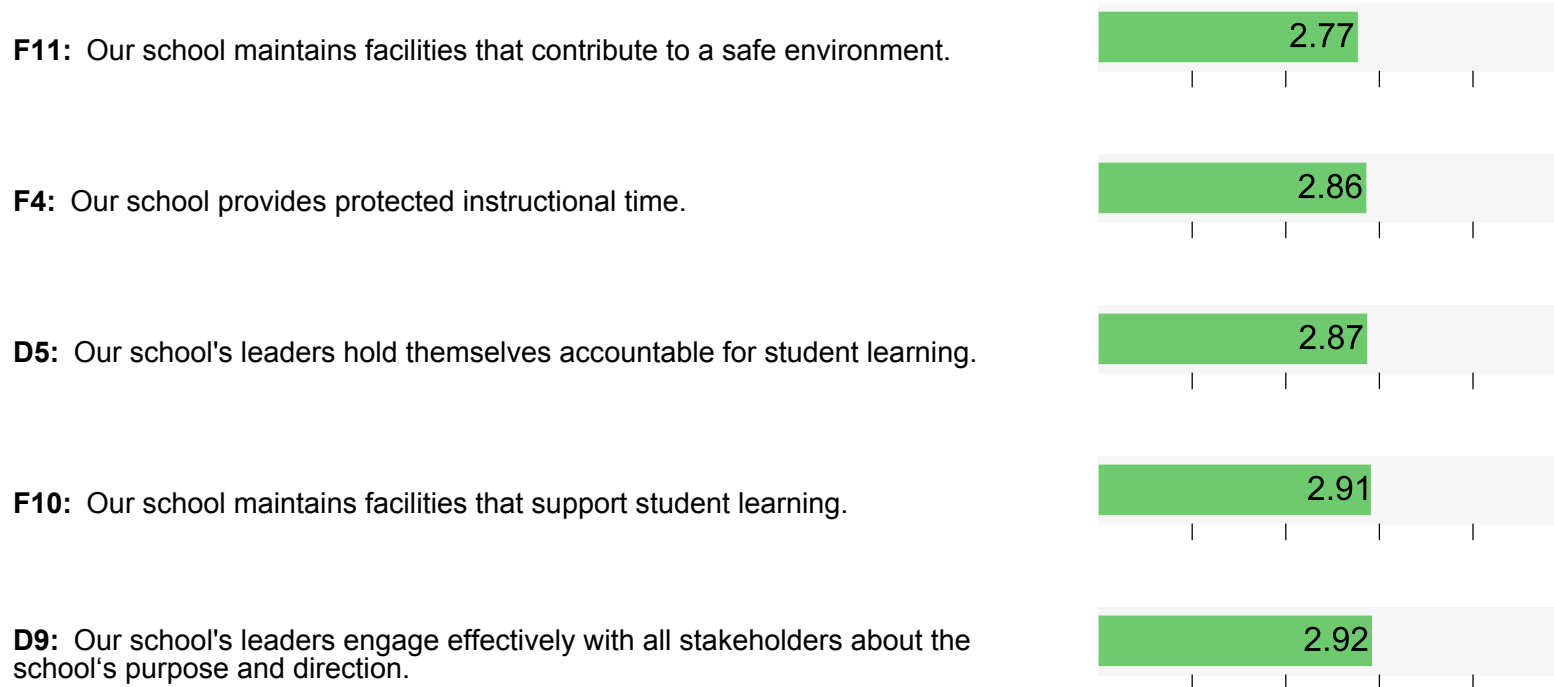 F11: Our school maintains facilities that contribute to a safe environment.
2.77
F4: Our school provides protected instructional time.
2.86
D5: Our school's leaders hold themselves accountable for student learning.
2.87
F10: Our school maintains facilities that support student learning.
2.91
D9: Our school's leaders engage effectively with all stakeholders about the
school‘s purpose and direction.
2.92